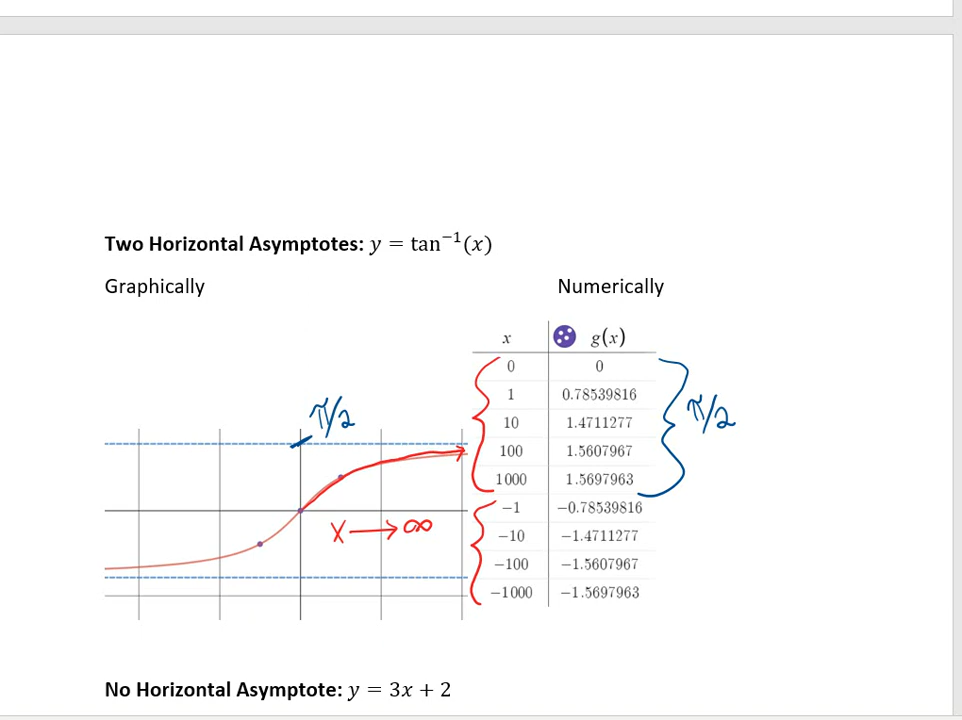 Two Horizontal Asymptotes: y = tan⁻¹(x)
Graphically
Numerically
x g(x)
0 0
1 0.78539816
10 1.4711277
100 1.5607967
1000 1.5697963
−1 −0.78539816
−10 −1.4711277
−100 −1.5607967
−1000 −1.5697963
π/2
π/2
X → ∞
No Horizontal Asymptote: y = 3x + 2